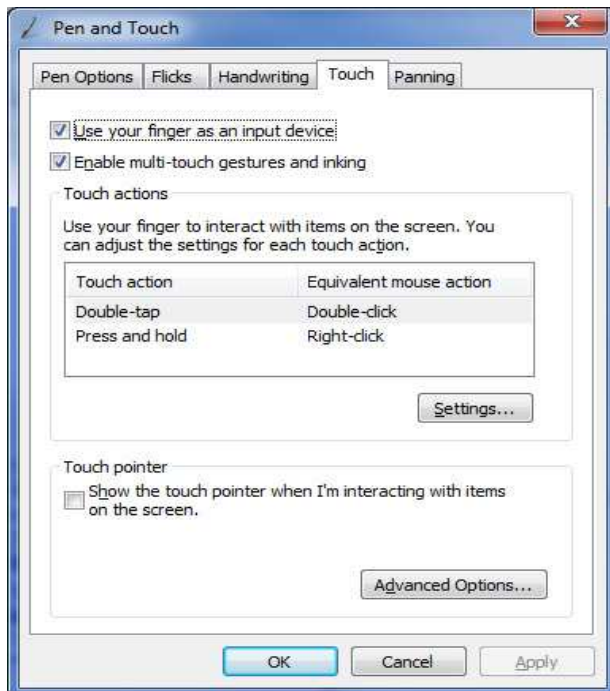 Pen and Touch
Pen Options Flicks Handwriting Touch Panning
Use your finger as an input device
Enable multi-touch gestures and inking
Touch actions
Use your finger to interact with items on the screen. You
can adjust the settings for each touch action.
Touch action Equivalent mouse action
Double-tap Double-click
Press and hold Right-click
Settings...
Touch pointer
Show the touch pointer when I'm interacting with items
on the screen.
Advanced Options...
OK Cancel Apply